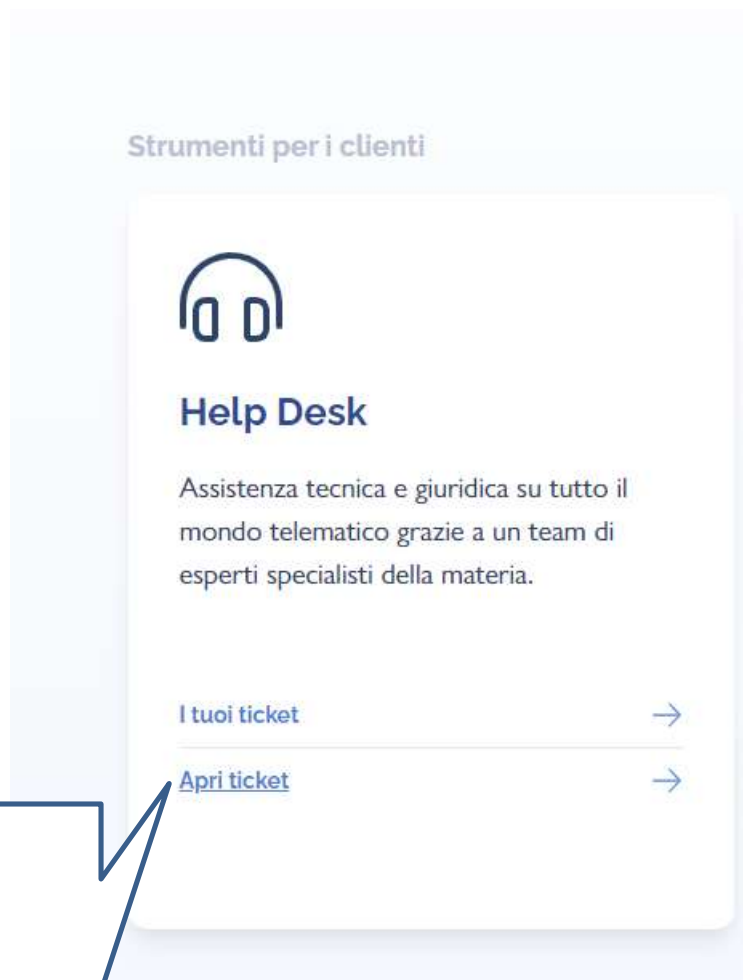 Strumenti per i clienti
Help Desk
Assistenza tecnica e giuridica su tutto il
mondo telematico grazie a un team di
esperti specialisti della materia.
I tuoi ticket
Apri ticket